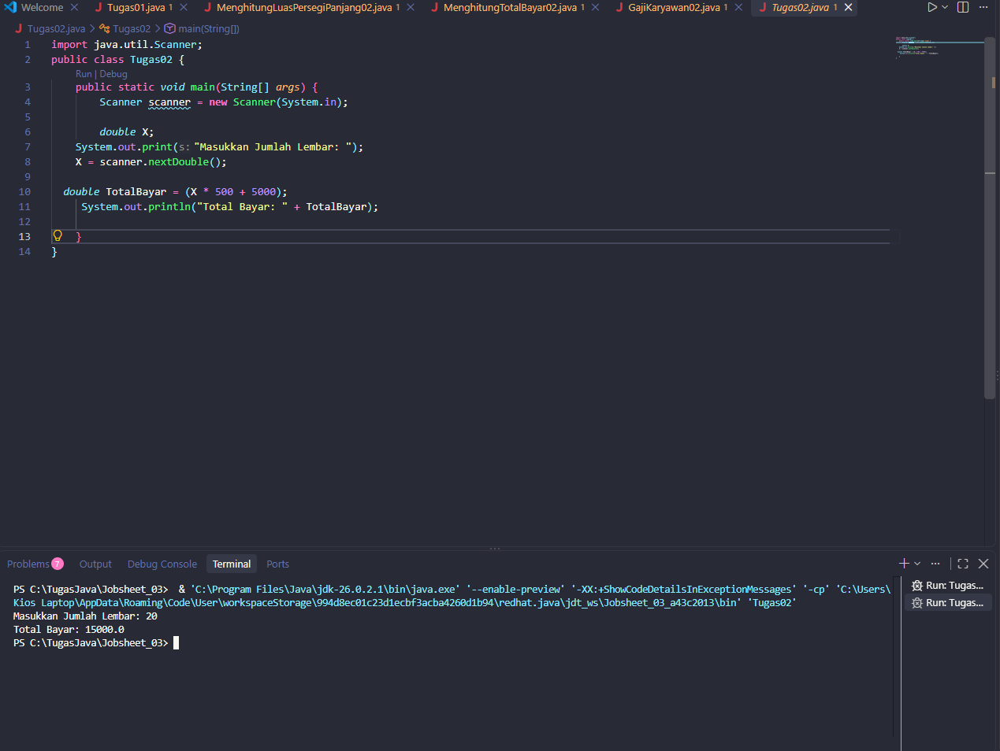 Welcome Tugas01.java 1 MenghitungLuasPersegiPanjang02.java 1 MenghitungTotalBayar02.java 1 GajiKaryawan02.java 1 Tugas02.java 1
Tugas02.java > Tugas02 > main(String[])
1 import java.util.Scanner;
2 public class Tugas02 {
Run | Debug
3 public static void main(String[] args) {
4 Scanner scanner = new Scanner(System.in);
5
6 double X;
7 System.out.print(s: "Masukkan Jumlah Lembar: ");
8 X = scanner.nextDouble();
9
10 double TotalBayar = (X * 500 + 5000);
11 System.out.println("Total Bayar: " + TotalBayar);
12
13 }
14 }
Problems 7 Output Debug Console Terminal Ports
PS C:\TugasJava\Jobsheet_03>  & 'C:\Program Files\Java\jdk-26.0.2.1\bin\java.exe' '--enable-preview' '-XX:+ShowCodeDetailsInExceptionMessages' '-cp' 'C:\Users\
Kios Laptop\AppData\Roaming\Code\User\workspaceStorage\994d8ec01c23d1ecbf3acba4260d1b94\redhat.java\jdt_ws\Jobsheet_03_a43c2013\bin' 'Tugas02'
Masukkan Jumlah Lembar: 20
Total Bayar: 15000.0
PS C:\TugasJava\Jobsheet_03>
Run: Tugas...
Run: Tugas...